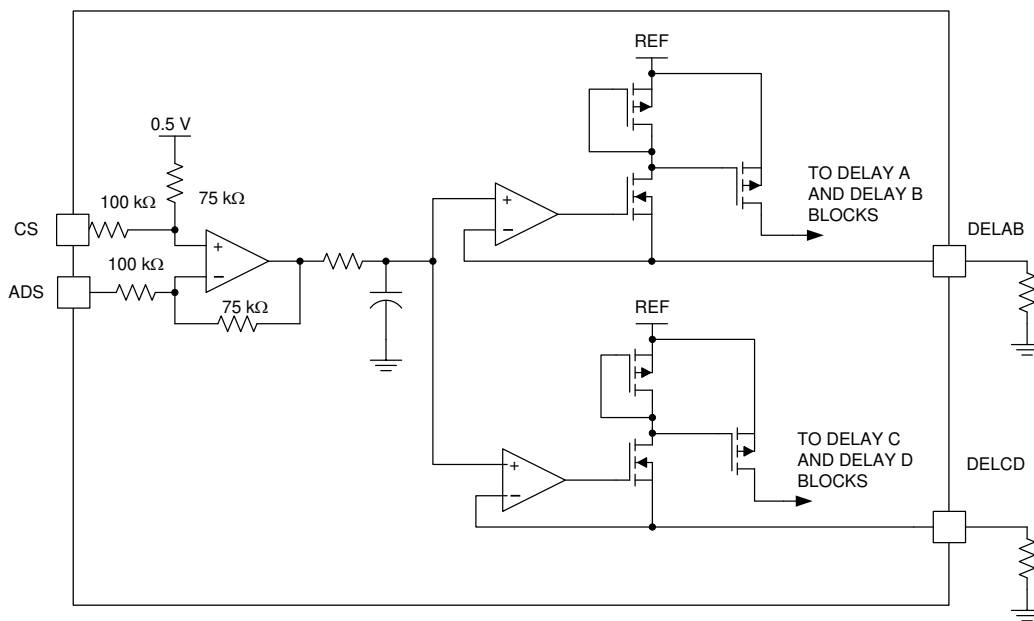 REF
0.5 V
100 kΩ
75 kΩ
CS
+
−
100 kΩ
ADS
75 kΩ
+
−
TO DELAY A
AND DELAY B
BLOCKS
DELAB
REF
+
−
TO DELAY C
AND DELAY D
BLOCKS
DELCD